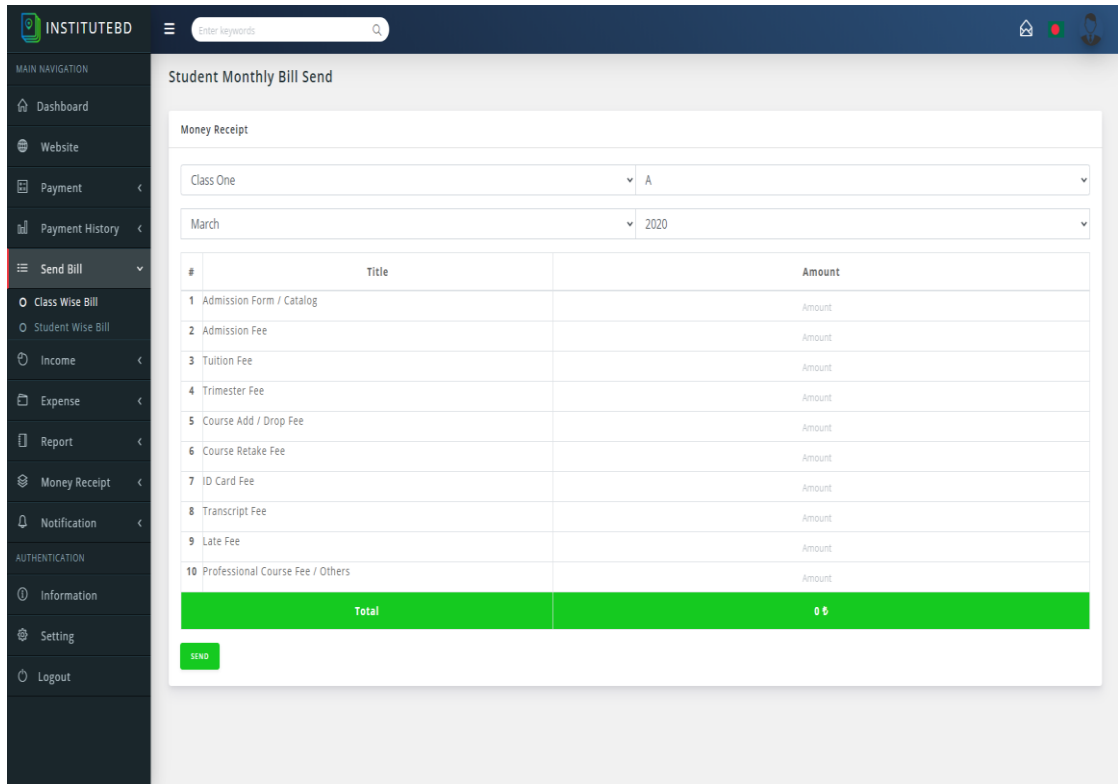 INSTITUTEBD
Enter keywords
MAIN NAVIGATION
Dashboard
Website
Payment
Payment History
Send Bill
Class Wise Bill
Student Wise Bill
Income
Expense
Report
Money Receipt
Notification
AUTHENTICATION
Information
Setting
Logout
Student Monthly Bill Send
Money Receipt
Class One A
March 2020
# Title Amount
1 Admission Form / Catalog Amount
2 Admission Fee Amount
3 Tuition Fee Amount
4 Trimester Fee Amount
5 Course Add / Drop Fee Amount
6 Course Retake Fee Amount
7 ID Card Fee Amount
8 Transcript Fee Amount
9 Late Fee Amount
10 Professional Course Fee / Others Amount
Total 0 ৳
SEND